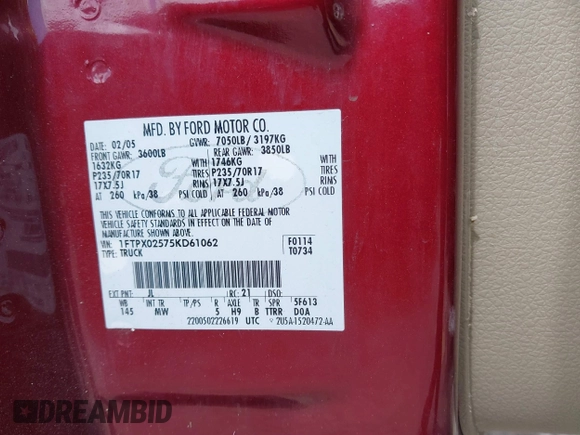 MFD. BY FORD MOTOR CO.
DATE: 02/05 GVWR: 7050LB / 3197KG
FRONT GAWR: 3600LB REAR GAWR: 3850LB
1632KG WITH 1746KG WITH
P235/70R17 TIRES P235/70R17 TIRES
17X7.5J RIMS 17X7.5J RIMS
AT 260 kPa/38 PSI COLD AT 260 kPa/38 PSI COLD
THIS VEHICLE CONFORMS TO ALL APPLICABLE FEDERAL MOTOR
VEHICLE SAFETY STANDARDS IN EFFECT ON THE DATE OF
MANUFACTURE SHOWN ABOVE.
VIN: 1FTPX02575KD61062 F0114
TYPE: TRUCK T0734
EXT PNT: JL RC: 21 DSO:
WB INT TR TP/PS R AXLE TR SPR 5F613
145 MW 5 H9 B TTRR D0A
2200502226619 UTC 2U5A-1520472-AA
Ford
DREAMBID